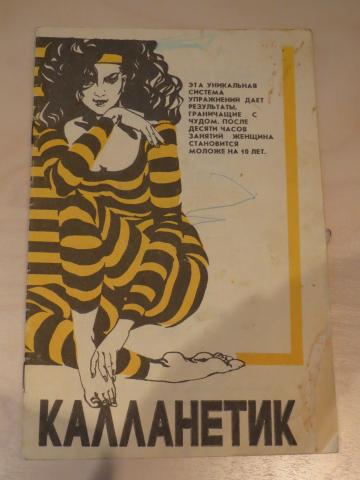 ЭТА УНИКАЛЬНАЯ
СИСТЕМА
УПРАЖНЕНИЙ ДАЕТ
РЕЗУЛЬТАТЫ,
ГРАНИЧАЩИЕ С
ЧУДОМ. ПОСЛЕ
ДЕСЯТИ ЧАСОВ
ЗАНЯТИЙ ЖЕНЩИНА
СТАНОВИТСЯ
МОЛОЖЕ НА 10 ЛЕТ.
КАЛЛАНЕТИК